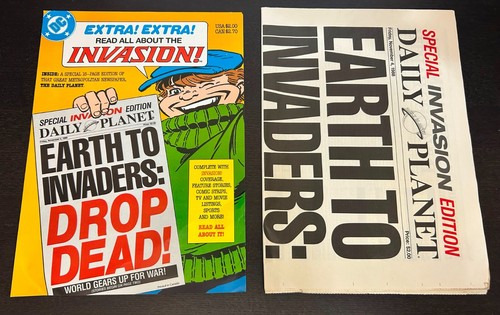 DC
EXTRA! EXTRA!
READ ALL ABOUT THE
INVASION!
USA $2.00
CAN $2.70
INSIDE: A SPECIAL 16-PAGE EDITION OF
THAT GREAT METROPOLITAN NEWSPAPER,
THE DAILY PLANET
SPECIAL INVASION EDITION
DAILY PLANET
EARTH TO
INVADERS:
DROP
DEAD!
WORLD GEARS UP FOR WAR!
COMPLETE WITH
INVASION
COVERAGE,
FEATURE STORIES,
COMIC STRIPS,
TV AND MOVIE
LISTINGS,
SPORTS
AND MORE!
READ ALL
ABOUT IT!
SPECIAL INVASION EDITION
DAILY PLANET
Price: $2.00
EARTH TO
INVADERS: